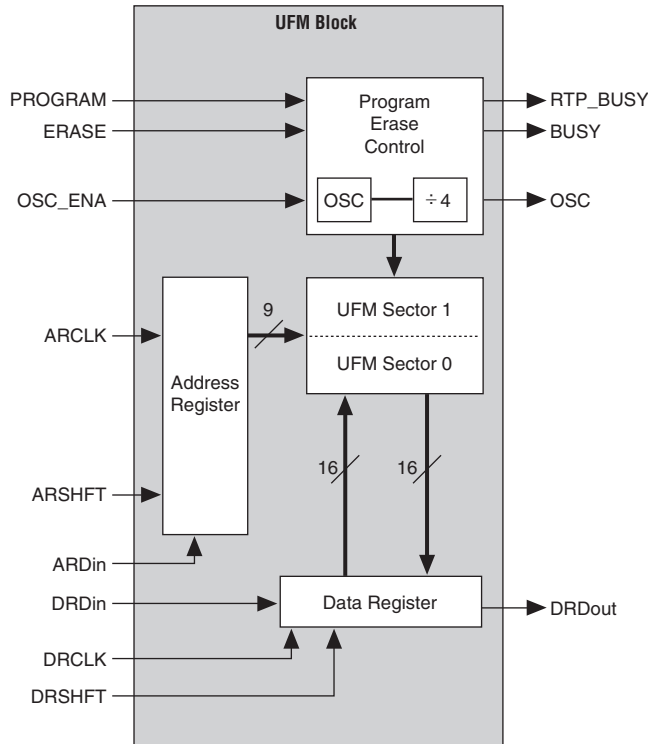 UFM Block
PROGRAM
ERASE
OSC_ENA
Program
Erase
Control
OSC
÷ 4
RTP_BUSY
BUSY
OSC
ARCLK
ARSHFT
ARDin
Address
Register
9
UFM Sector 1
UFM Sector 0
16
16
DRDin
DRCLK
DRSHFT
Data Register
DRDout